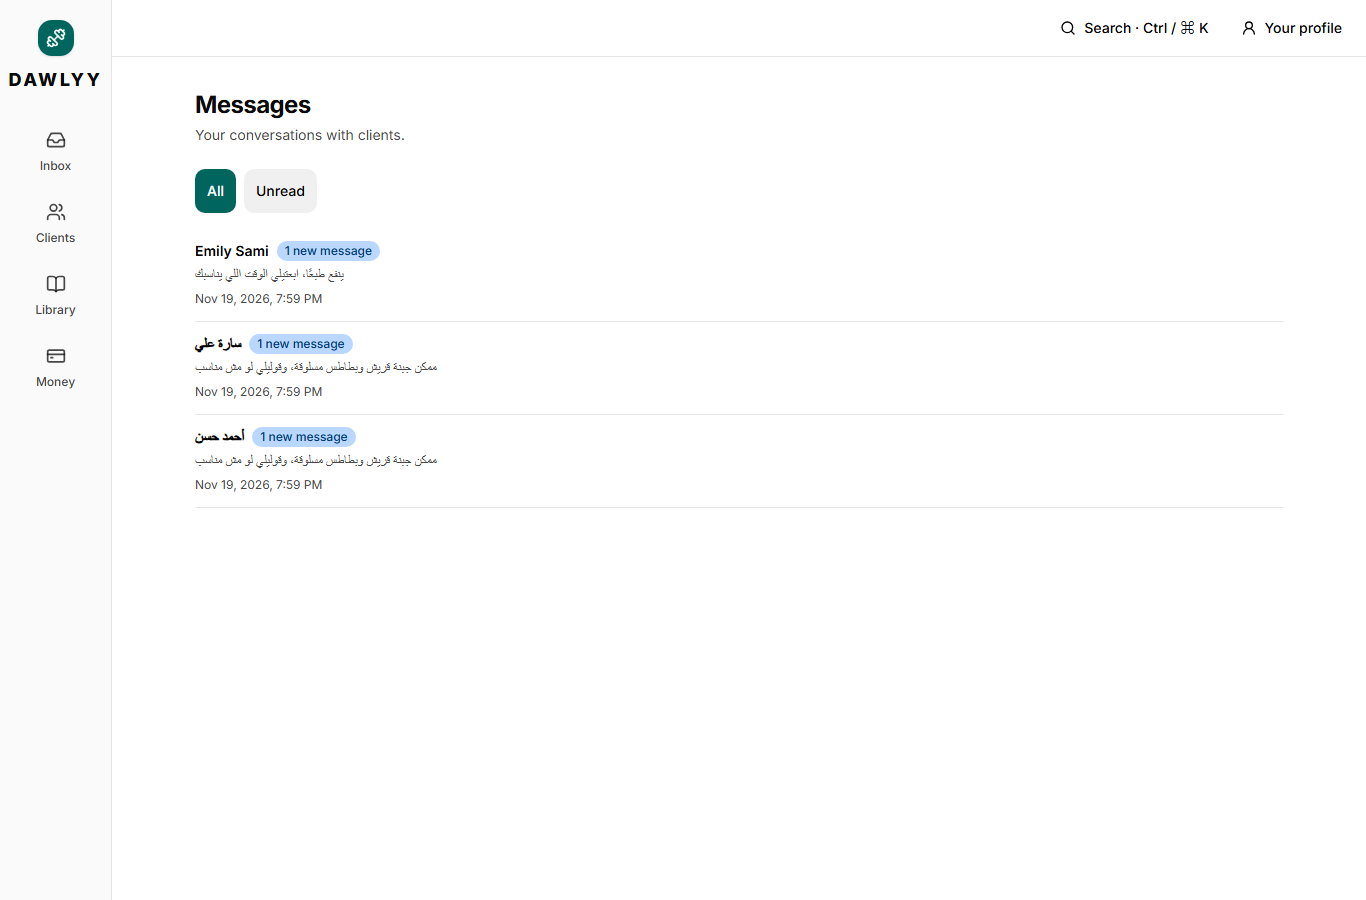 DAWLYY
Inbox
Clients
Library
Money
Search · Ctrl / ⌘ K
Your profile
Messages
Your conversations with clients.
All
Unread
Emily Sami 1 new message
ينفع طبعًا، ابعتيلي الوقت اللي يناسبك
Nov 19, 2026, 7:59 PM
سارة علي 1 new message
ممكن جبنة قريش وبطاطس مسلوقة، وقوليلي لو مش مناسب
Nov 19, 2026, 7:59 PM
أحمد حسن 1 new message
ممكن جبنة قريش وبطاطس مسلوقة، وقوليلي لو مش مناسب
Nov 19, 2026, 7:59 PM